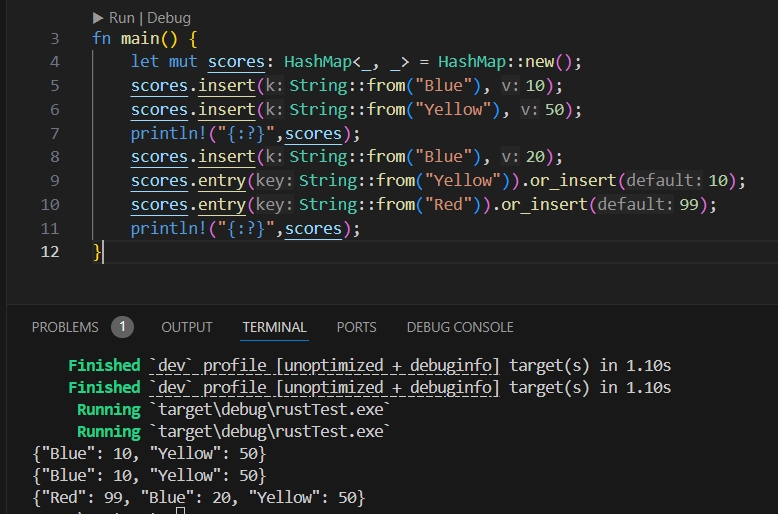 ▶ Run | Debug
3 fn main() {
4 let mut scores: HashMap<_, _> = HashMap::new();
5 scores.insert(k: String::from("Blue"), v: 10);
6 scores.insert(k: String::from("Yellow"), v: 50);
7 println!("{:?}",scores);
8 scores.insert(k: String::from("Blue"), v: 20);
9 scores.entry(key: String::from("Yellow")).or_insert(default: 10);
10 scores.entry(key: String::from("Red")).or_insert(default: 99);
11 println!("{:?}",scores);
12 }
PROBLEMS 1 OUTPUT TERMINAL PORTS DEBUG CONSOLE
Finished `dev` profile [unoptimized + debuginfo] target(s) in 1.10s
Finished `dev` profile [unoptimized + debuginfo] target(s) in 1.10s
Running `target\debug\rustTest.exe`
Running `target\debug\rustTest.exe`
{"Blue": 10, "Yellow": 50}
{"Blue": 10, "Yellow": 50}
{"Red": 99, "Blue": 20, "Yellow": 50}